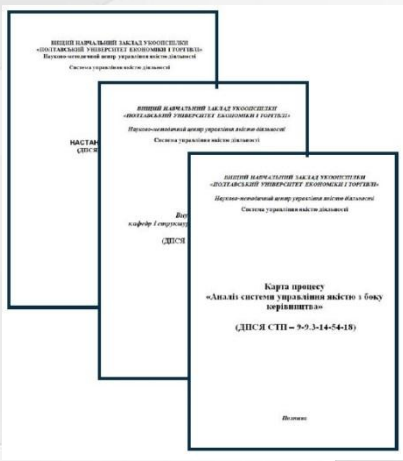 ВИЩИЙ НАВЧАЛЬНИЙ ЗАКЛАД УКООПСПІЛКИ
«ПОЛТАВСЬКИЙ УНІВЕРСИТЕТ ЕКОНОМІКИ І ТОРГІВЛІ»
Науково-методичний центр управління якістю діяльності
Система управління якістю діяльності
НАСТАН
(ДПСЯ
ВИЩИЙ НАВЧАЛЬНИЙ ЗАКЛАД УКООПСПІЛКИ
«ПОЛТАВСЬКИЙ УНІВЕРСИТЕТ ЕКОНОМІКИ І ТОРГІВЛІ»
Науково-методичний центр управління якістю діяльності
Система управління якістю діяльності
кафедр і структур
(ДПСЯ
ВИЩИЙ НАВЧАЛЬНИЙ ЗАКЛАД УКООПСПІЛКИ
«ПОЛТАВСЬКИЙ УНІВЕРСИТЕТ ЕКОНОМІКИ І ТОРГІВЛІ»
Науково-методичний центр управління якістю діяльності
Система управління якістю діяльності
Карта процесу
«Аналіз системи управління якістю з боку
керівництва»
(ДПСЯ СТП – 9-9.3-14-54-18)
Полтава